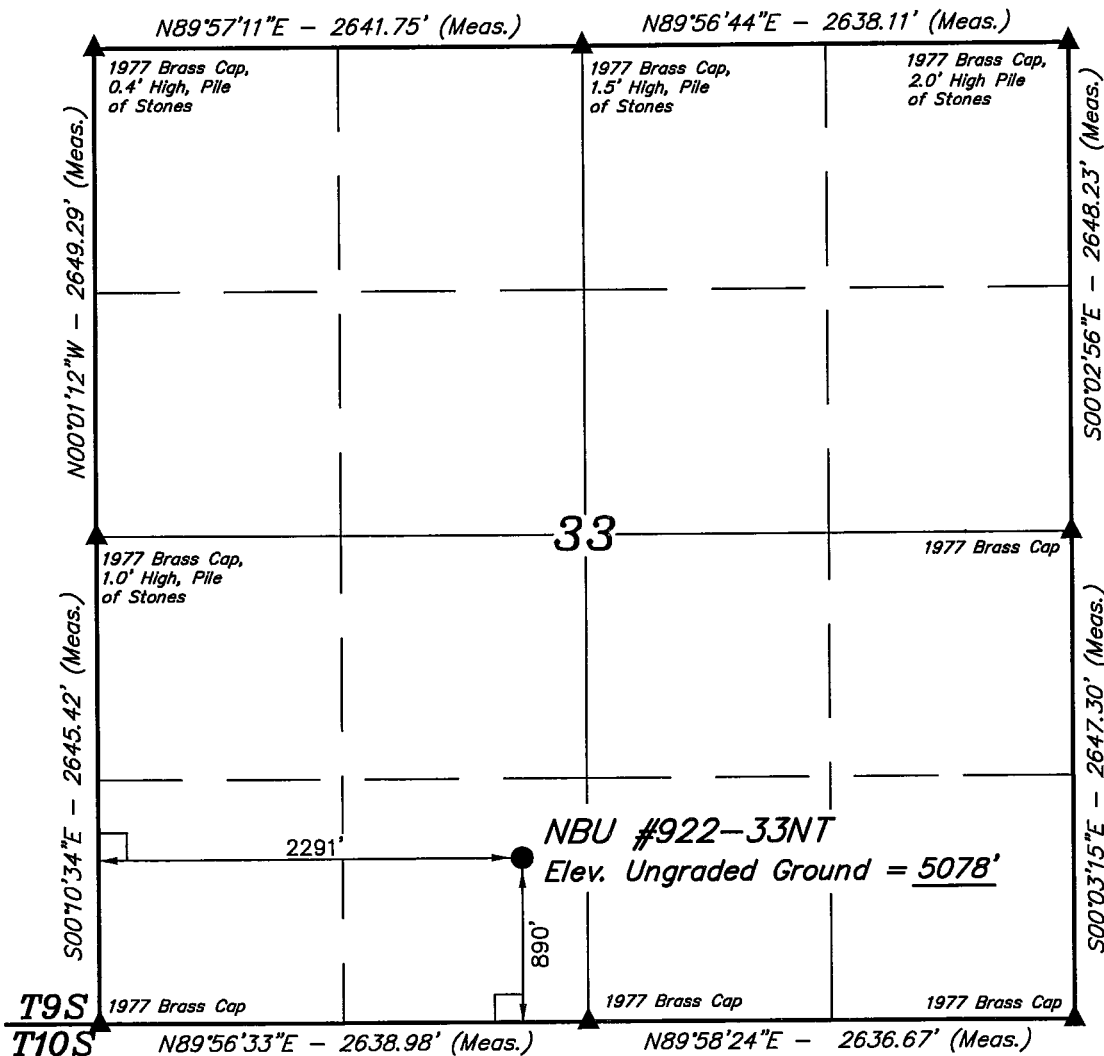 N89°57'11"E - 2641.75' (Meas.)
N89°56'44"E - 2638.11' (Meas.)
1977 Brass Cap,
0.4' High, Pile
of Stones
1977 Brass Cap,
1.5' High, Pile
of Stones
1977 Brass Cap,
2.0' High Pile
of Stones
N00°01'12"W - 2649.29' (Meas.)
S00°02'56"E - 2648.23' (Meas.)
33
1977 Brass Cap,
1.0' High, Pile
of Stones
1977 Brass Cap
S00°10'34"E - 2645.42' (Meas.)
S00°03'15"E - 2647.30' (Meas.)
2291'
NBU #922-33NT
Elev. Ungraded Ground = 5078'
890'
T9S
1977 Brass Cap
1977 Brass Cap
1977 Brass Cap
T10S
N89°56'33"E - 2638.98' (Meas.)
N89°58'24"E - 2636.67' (Meas.)